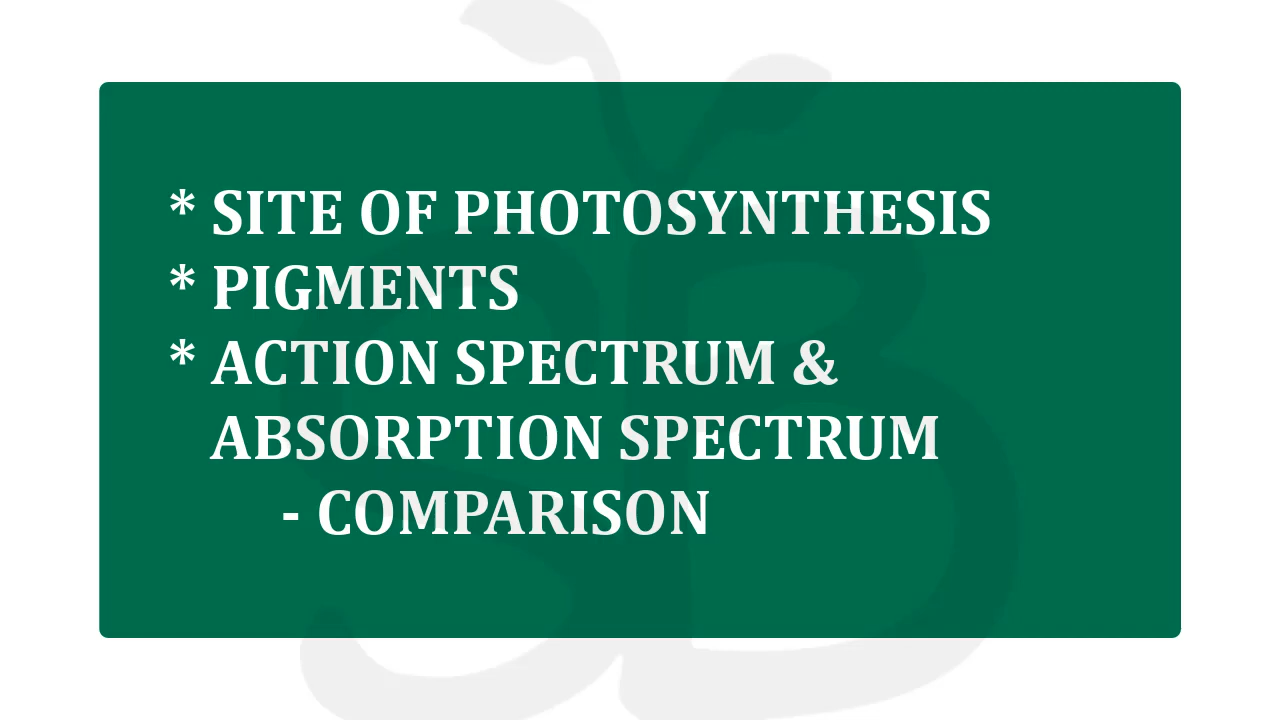 * SITE OF PHOTOSYNTHESIS
* PIGMENTS
* ACTION SPECTRUM &
ABSORPTION SPECTRUM
- COMPARISON